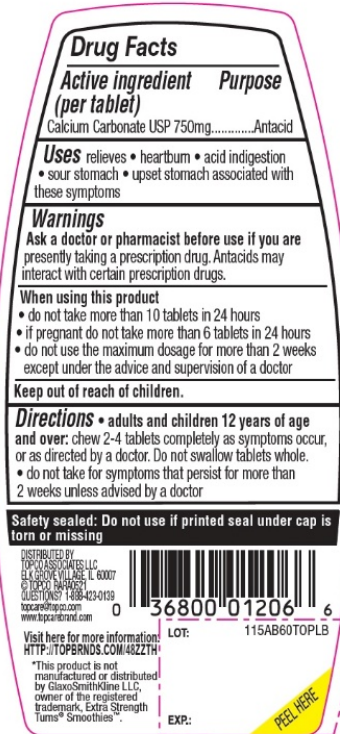 Drug Facts
Active ingredient Purpose
(per tablet)
Calcium Carbonate USP 750mg.............Antacid
Uses relieves • heartburn • acid indigestion
• sour stomach • upset stomach associated with
these symptoms
Warnings
Ask a doctor or pharmacist before use if you are
presently taking a prescription drug. Antacids may
interact with certain prescription drugs.
When using this product
• do not take more than 10 tablets in 24 hours
• if pregnant do not take more than 6 tablets in 24 hours
• do not use the maximum dosage for more than 2 weeks
except under the advice and supervision of a doctor
Keep out of reach of children.
Directions • adults and children 12 years of age
and over: chew 2-4 tablets completely as symptoms occur,
or as directed by a doctor. Do not swallow tablets whole.
• do not take for symptoms that persist for more than
2 weeks unless advised by a doctor
Safety sealed: Do not use if printed seal under cap is
torn or missing
DISTRIBUTED BY
TOPCO ASSOCIATES LLC
ELK GROVE VILLAGE, IL 60007
© TOPCO RARA0521
QUESTIONS? 1-888-423-0139
topcare@topco.com
www.topcarebrand.com
0 36800 01206 6
Visit here for more information:
HTTP://TOPBRNDS.COM/48ZZTH
*This product is not
manufactured or distributed
by GlaxoSmithKline LLC,
owner of the registered
trademark, Extra Strength
Tums® Smoothies™.
LOT: 115AB60TOPLB
EXP.:
PEEL HERE